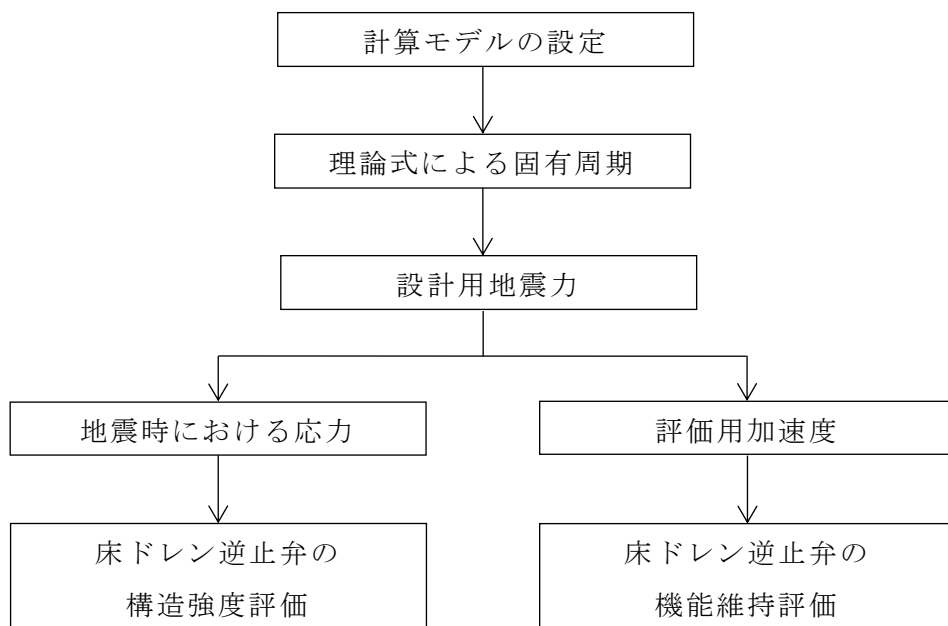 計算モデルの設定
理論式による固有周期
設計用地震力
地震時における応力
評価用加速度
床ドレン逆止弁の
構造強度評価
床ドレン逆止弁の
機能維持評価